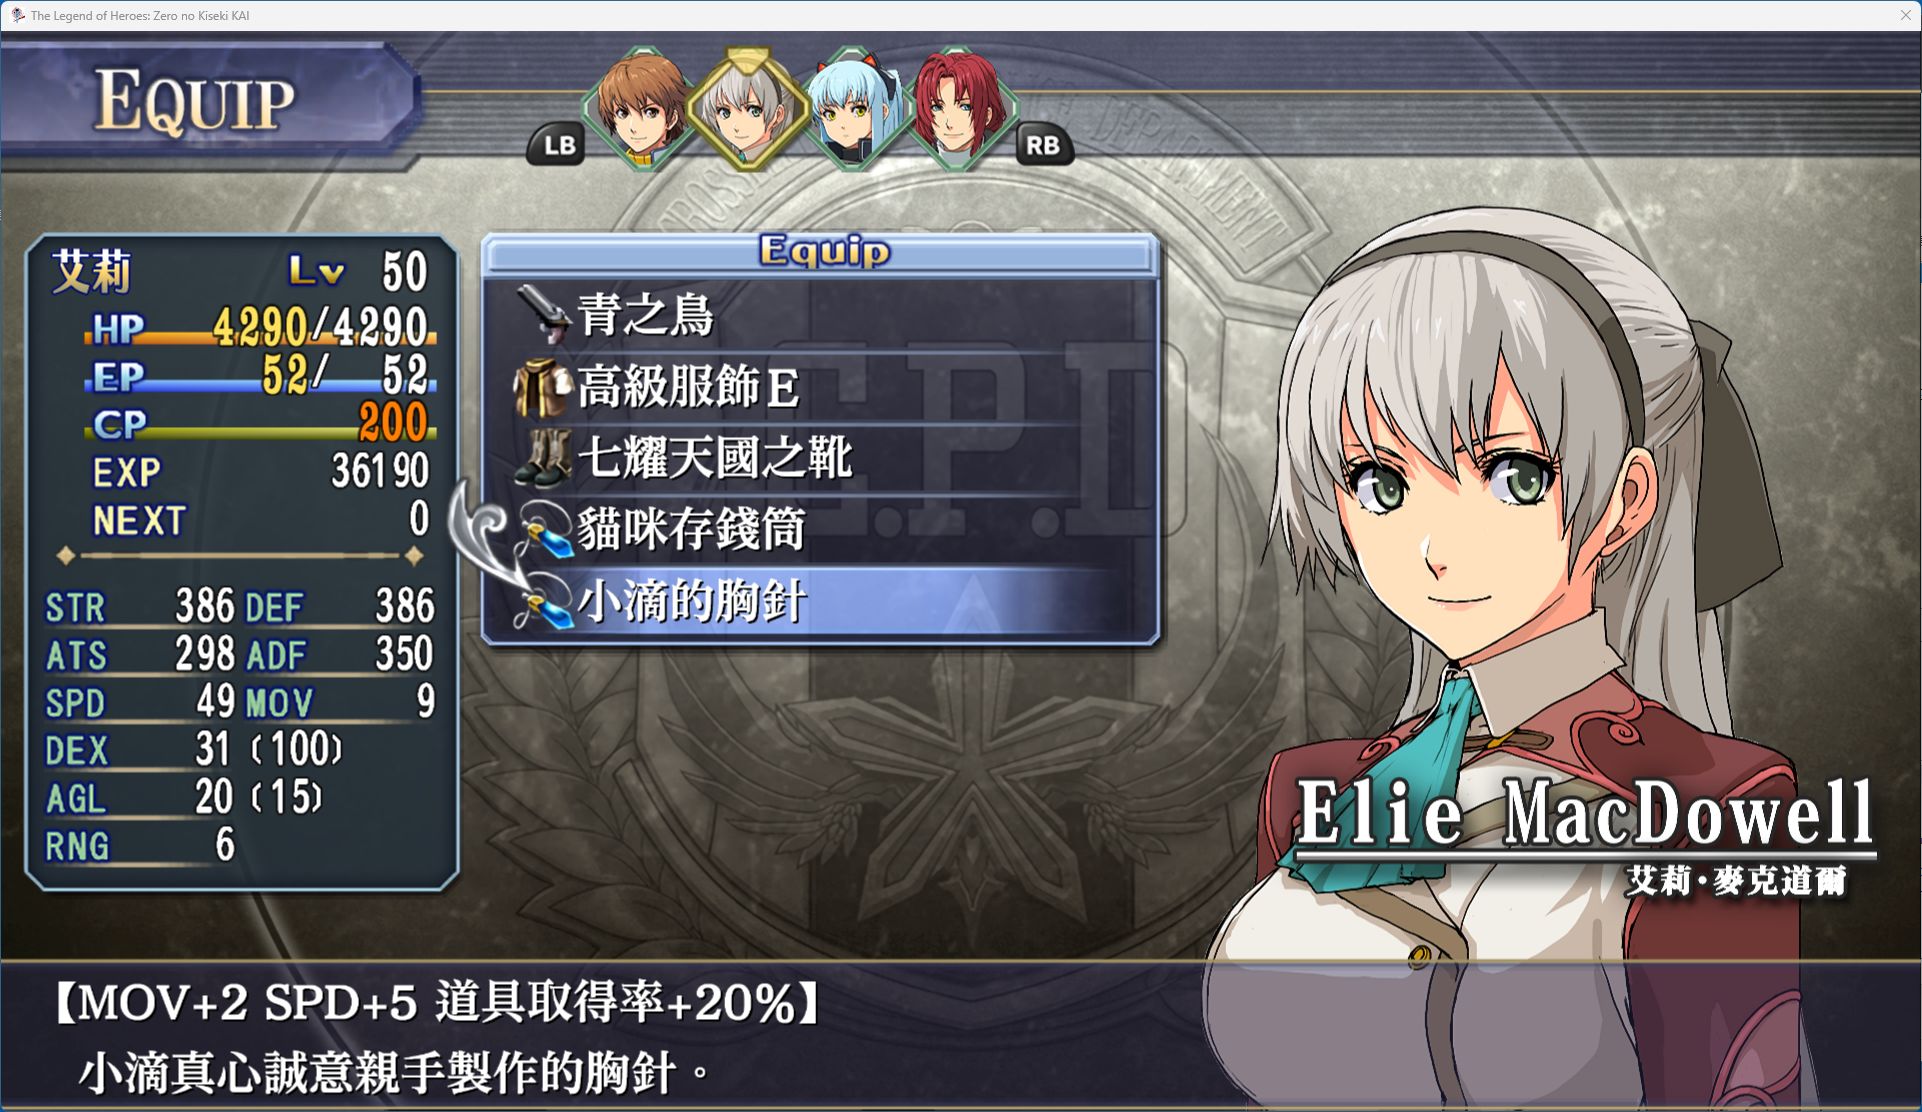 The Legend of Heroes: Zero no Kiseki KAI
EQUIP
LB
RB
艾莉 Lv 50
HP 4290/4290
EP 52/ 52
CP 200
EXP 36190
NEXT 0
STR 386 DEF 386
ATS 298 ADF 350
SPD 49 MOV 9
DEX 31 (100)
AGL 20 (15)
RNG 6
Equip
青之鳥
高級服飾E
七耀天國之靴
貓咪存錢筒
小滴的胸針
Elie MacDowell
艾莉·麥克道爾
【MOV+2 SPD+5 道具取得率+20%】
小滴真心誠意親手製作的胸針。